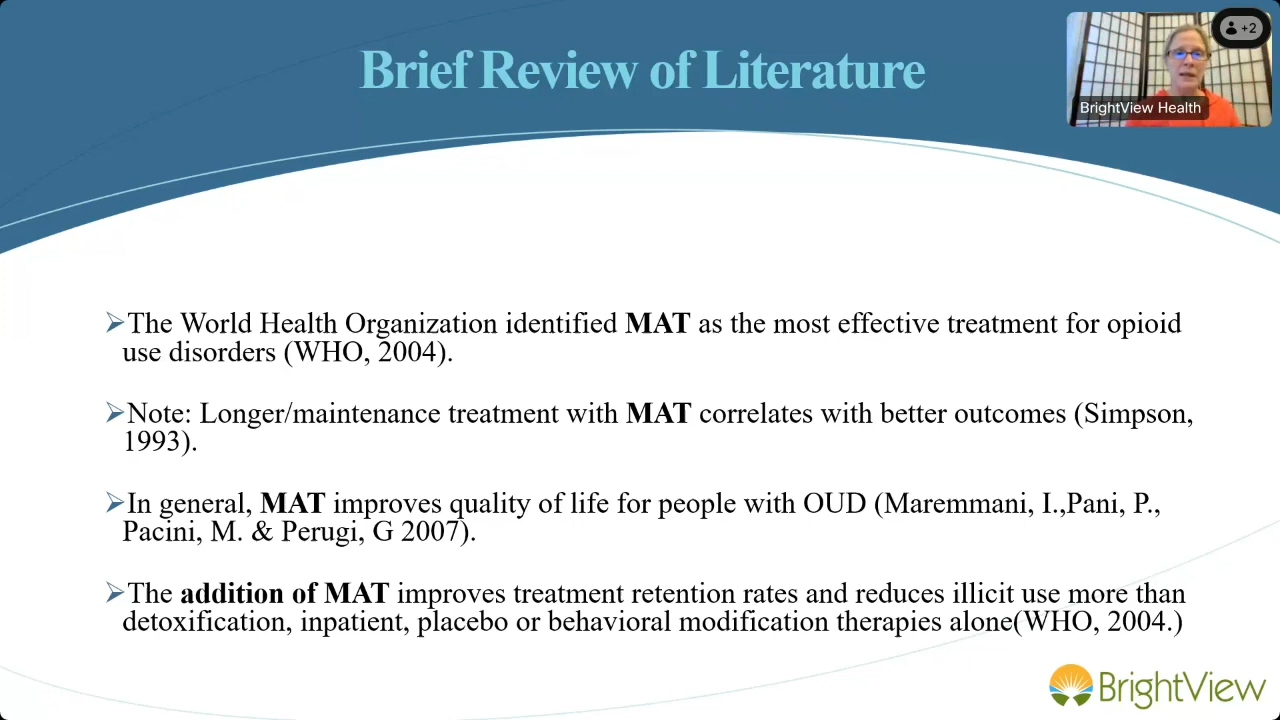 Brief Review of Literature
+2
BrightView Health
➢The World Health Organization identified MAT as the most effective treatment for opioid
use disorders (WHO, 2004).
➢Note: Longer/maintenance treatment with MAT correlates with better outcomes (Simpson,
1993).
➢In general, MAT improves quality of life for people with OUD (Maremmani, I.,Pani, P.,
Pacini, M. & Perugi, G 2007).
➢The addition of MAT improves treatment retention rates and reduces illicit use more than
detoxification, inpatient, placebo or behavioral modification therapies alone(WHO, 2004.)
BrightView